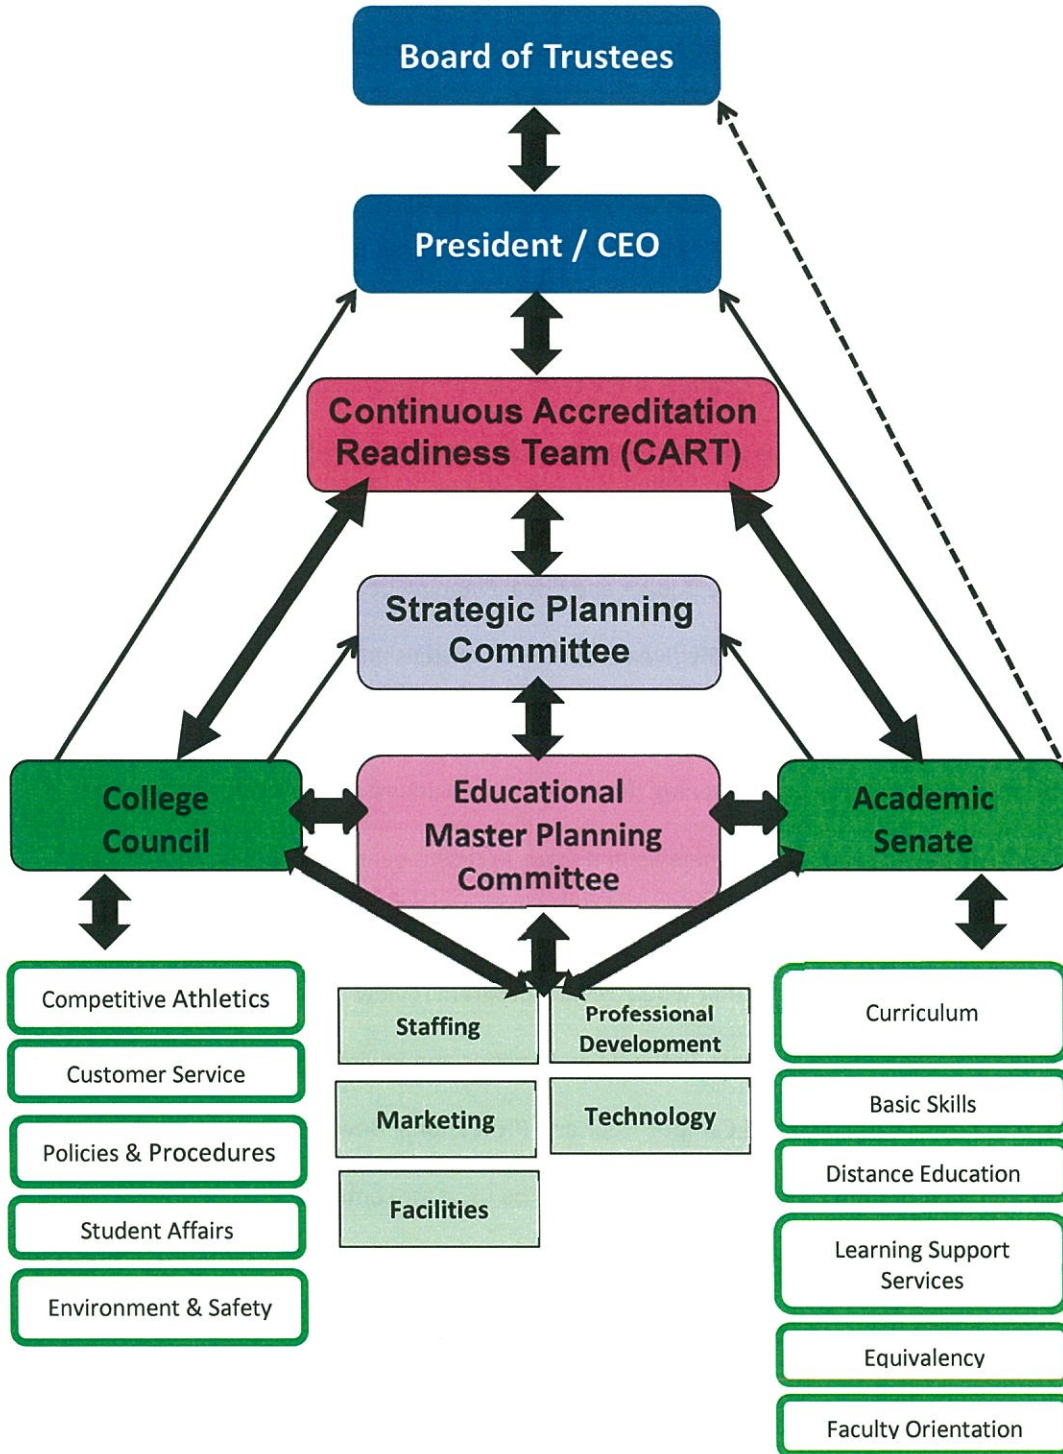 Board of Trustees
President / CEO
Continuous Accreditation
Readiness Team (CART)
Strategic Planning
Committee
College
Council
Educational
Master Planning
Committee
Academic
Senate
Competitive Athletics
Customer Service
Policies & Procedures
Student Affairs
Environment & Safety
Staffing
Professional
Development
Marketing
Technology
Facilities
Curriculum
Basic Skills
Distance Education
Learning Support
Services
Equivalency
Faculty Orientation